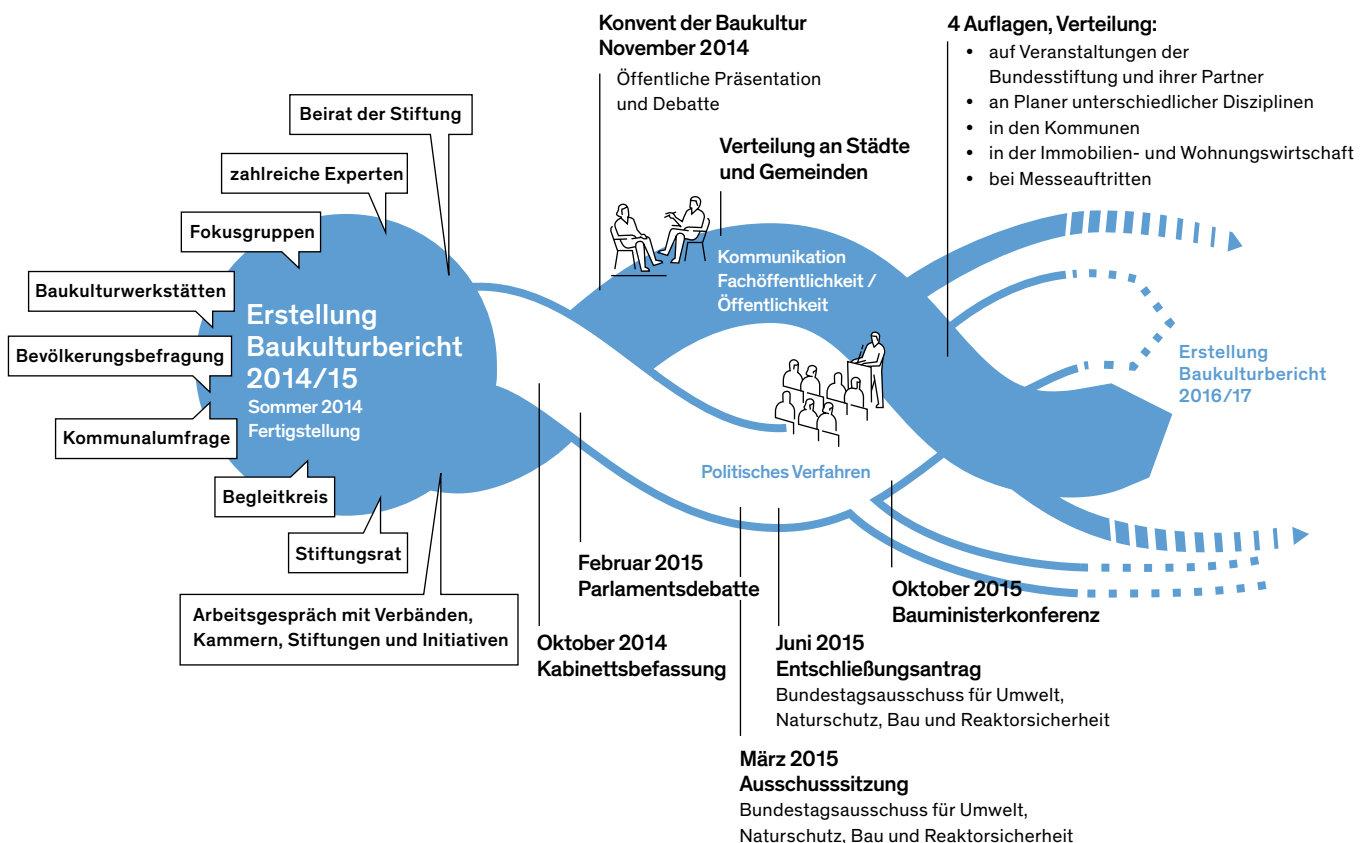 Konvent der Baukultur
November 2014
Öffentliche Präsentation
und Debatte
4 Auflagen, Verteilung:
• auf Veranstaltungen der
Bundesstiftung und ihrer Partner
• an Planer unterschiedlicher Disziplinen
• in den Kommunen
• in der Immobilien- und Wohnungswirtschaft
• bei Messeauftritten
Verteilung an Städte
und Gemeinden
Beirat der Stiftung
zahlreiche Experten
Fokusgruppen
Baukulturwerkstätten
Bevölkerungsbefragung
Kommunalumfrage
Begleitkreis
Stiftungsrat
Arbeitsgespräch mit Verbänden,
Kammern, Stiftungen und Initiativen
Erstellung
Baukulturbericht
2014/15
Sommer 2014
Fertigstellung
Kommunikation
Fachöffentlichkeit /
Öffentlichkeit
Politisches Verfahren
Erstellung
Baukulturbericht
2016/17
Oktober 2014
Kabinettsbefassung
Februar 2015
Parlamentsdebatte
März 2015
Ausschusssitzung
Bundestagsausschuss für Umwelt,
Naturschutz, Bau und Reaktorsicherheit
Juni 2015
Entschließungsantrag
Bundestagsausschuss für Umwelt,
Naturschutz, Bau und Reaktorsicherheit
Oktober 2015
Bauministerkonferenz